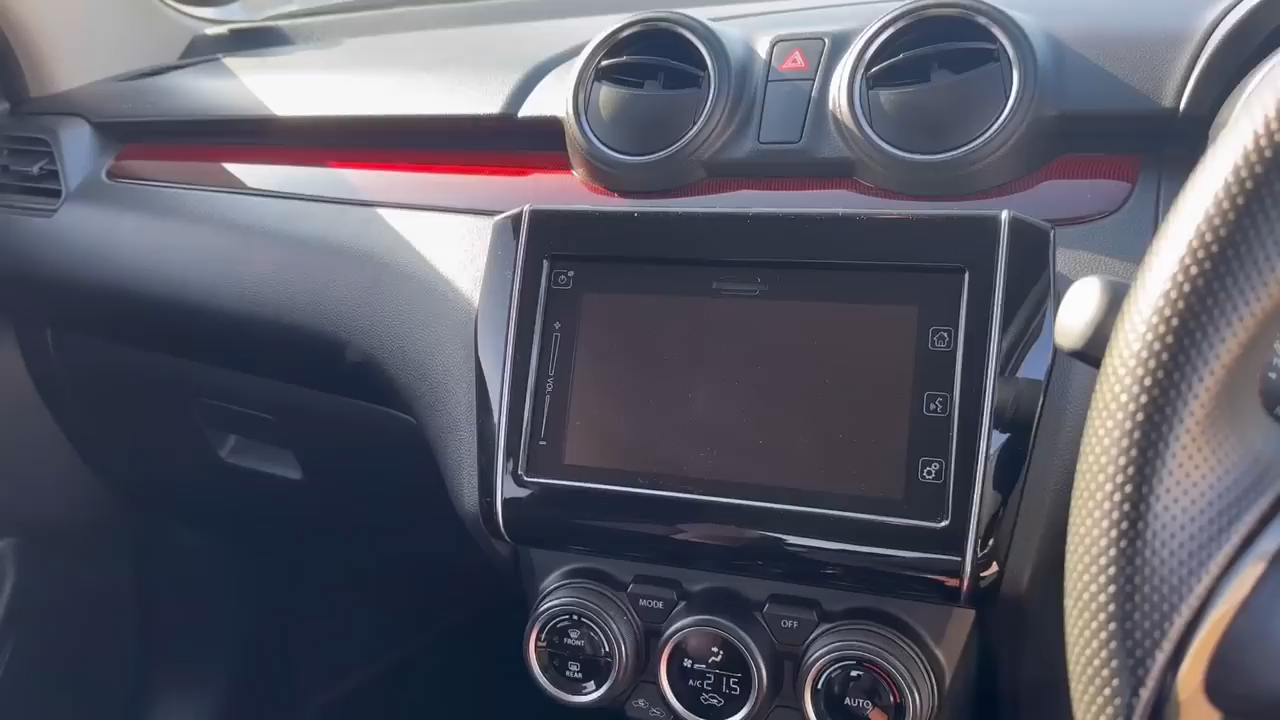 VOL
MODE
OFF
FRONT
REAR
A/C 21.5
AUTO